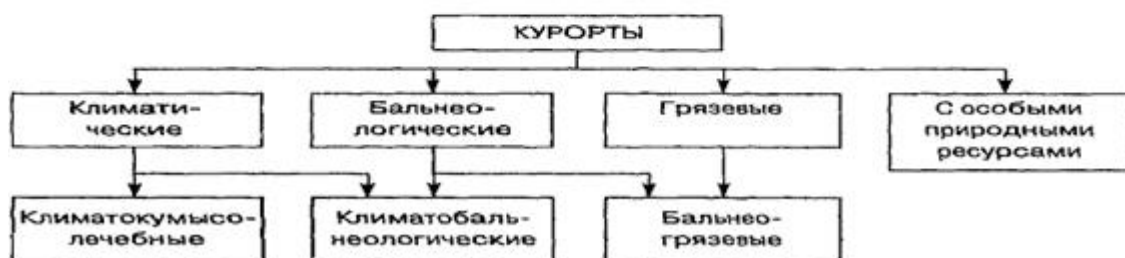 КУРОРТЫ
Климати-
ческие
Бальнео-
логические
Грязевые
С особыми
природными
ресурсами
Климатокумысо-
лечебные
Климатобаль-
неологические
Бальнео-
грязевые